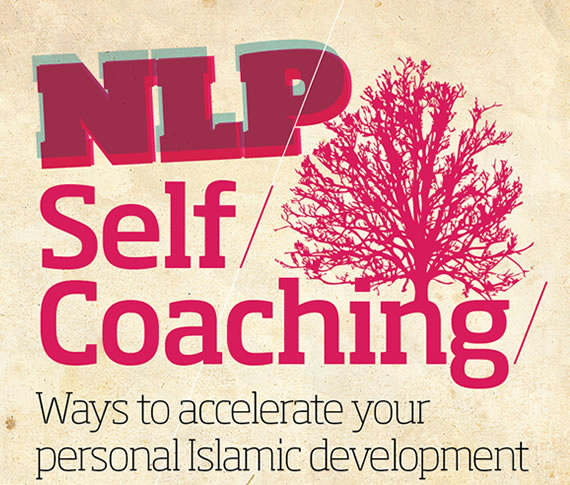 NLP
Self/
Coaching/
Ways to accelerate your
personal Islamic development